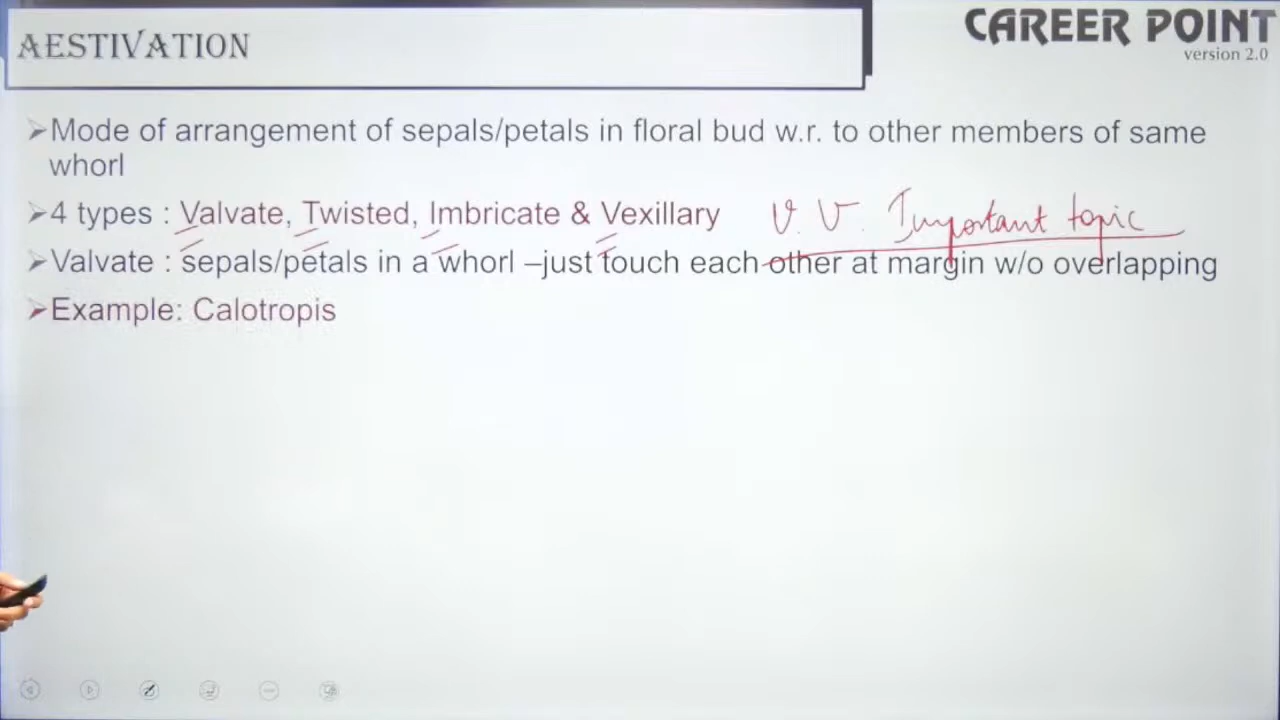 AESTIVATION
CAREER POINT
version 2.0
➢Mode of arrangement of sepals/petals in floral bud w.r. to other members of same
whorl
➢4 types : Valvate, Twisted, Imbricate & Vexillary V. V. Important topic
➢Valvate : sepals/petals in a whorl –just touch each other at margin w/o overlapping
➢Example: Calotropis